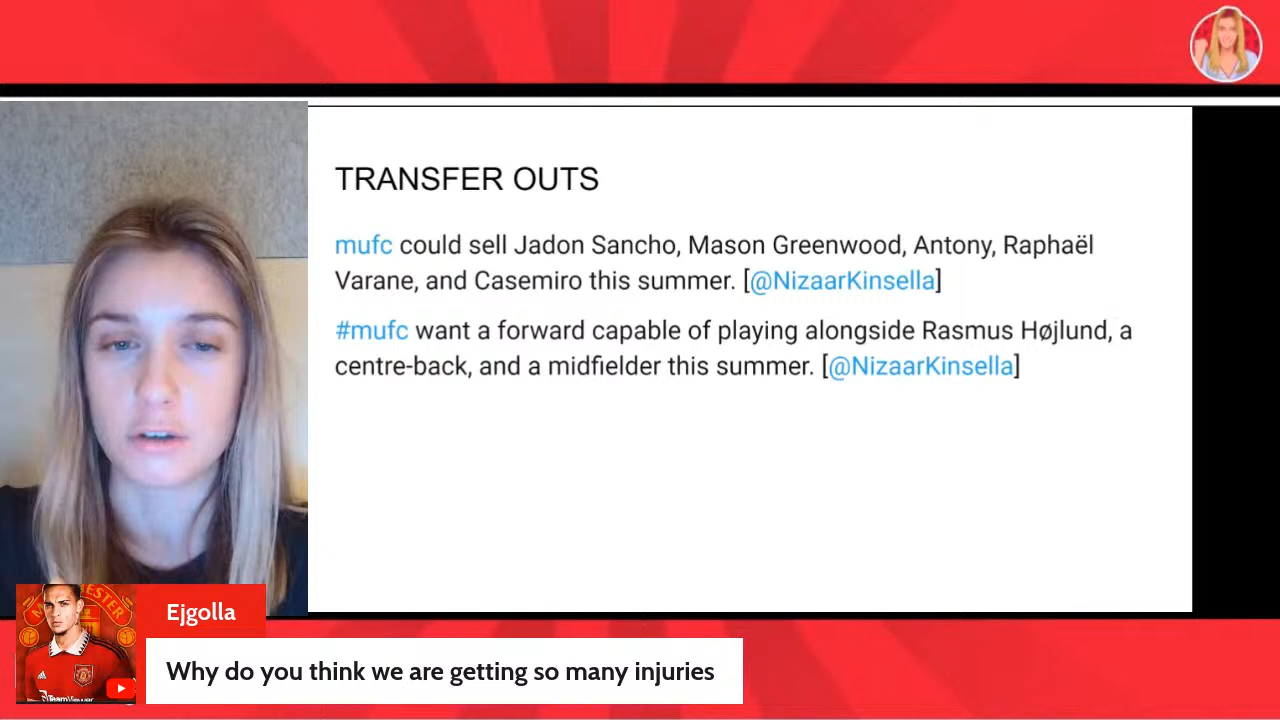 TRANSFER OUTS
mufc could sell Jadon Sancho, Mason Greenwood, Antony, Raphaël
Varane, and Casemiro this summer. [@NizaarKinsella]
#mufc want a forward capable of playing alongside Rasmus Højlund, a
centre-back, and a midfielder this summer. [@NizaarKinsella]
Ejgolla
Why do you think we are getting so many injuries